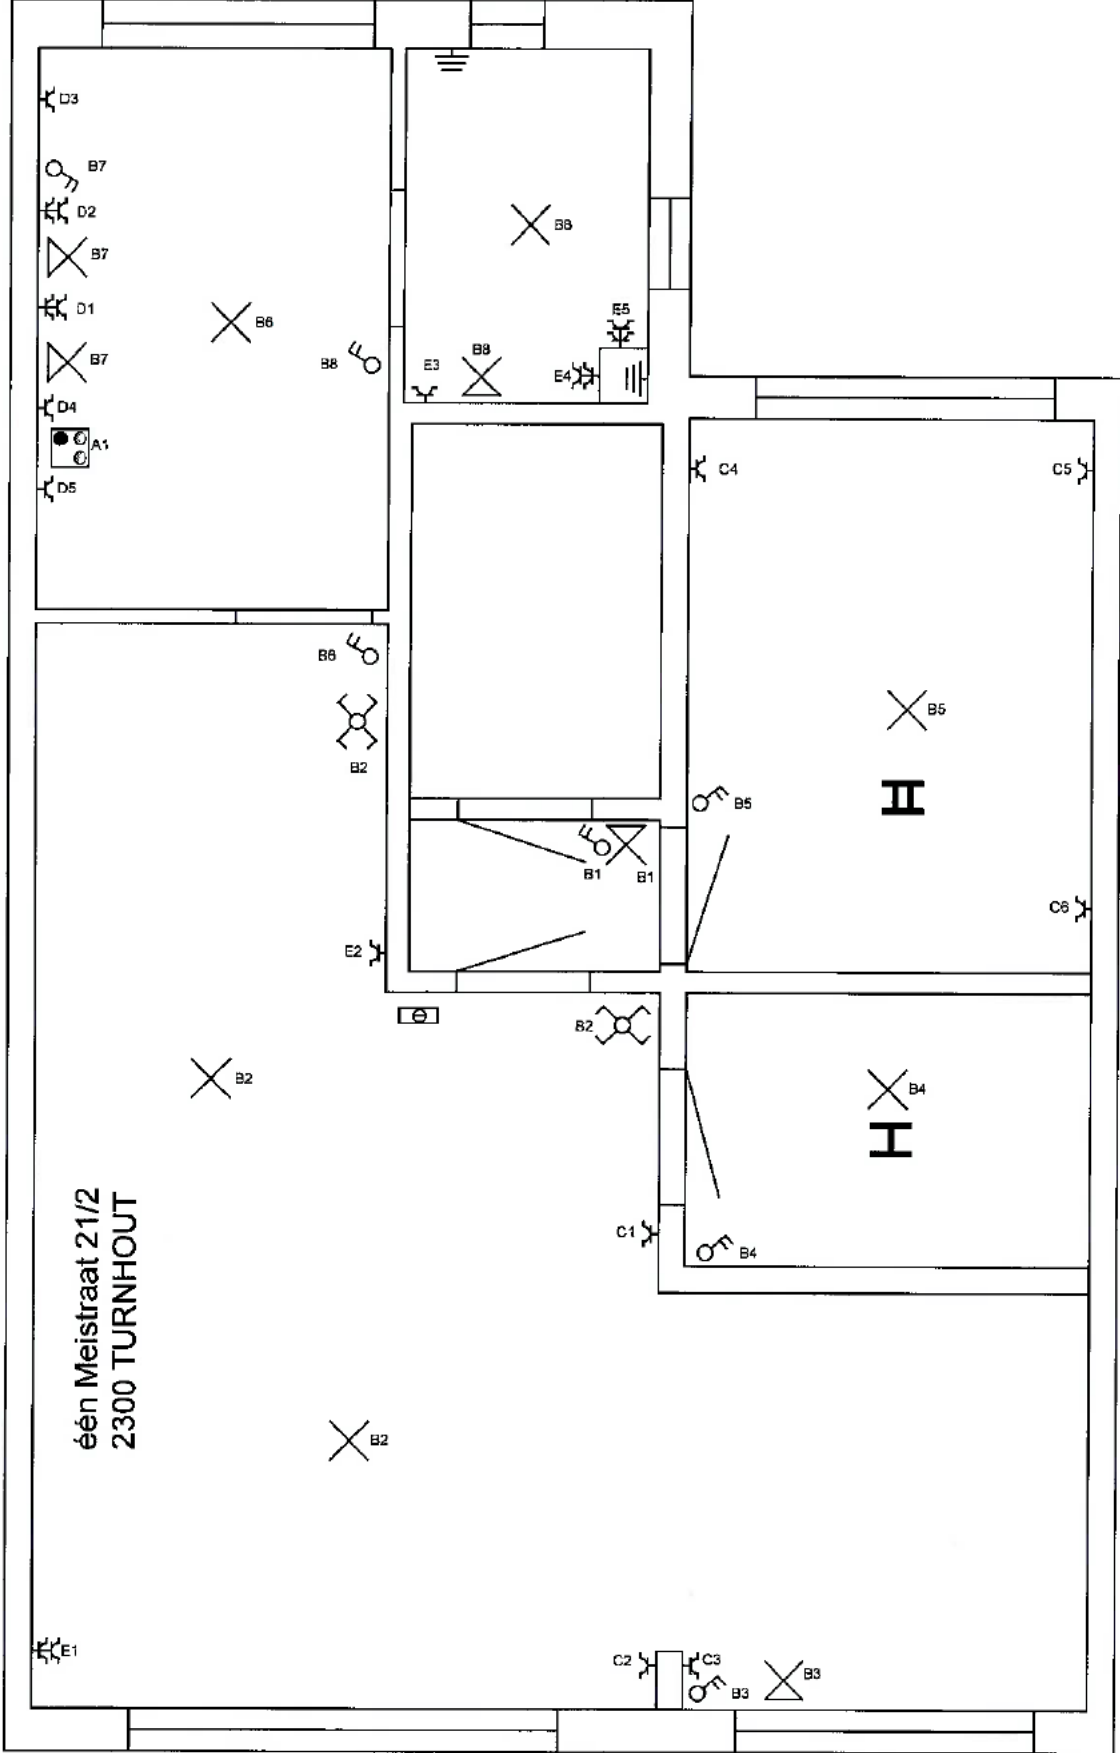 D3
B7
D2
B7
D1
B7
D4
A1
D5
B6
B8
B8
E5
E3
B8
E4
C4
C5
B6
B2
B5
B5
II
B1
B1
C6
E2
B2
B2
B4
I
C1
B4
één Meistraat 21/2
2300 TURNHOUT
B2
E1
C2
C3
B3
B3